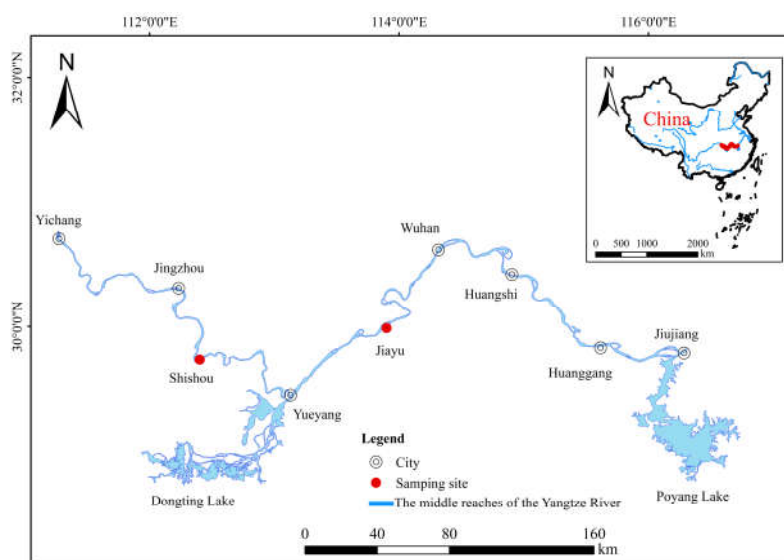 112°0'0"E
114°0'0"E
116°0'0"E
32°0'0"N
30°0'0"N
N
N
China
0 500 1000 2000
km
Yichang
Jingzhou
Shishou
Yueyang
Jiayu
Wuhan
Huangshi
Huanggang
Jiujiang
Dongting Lake
Poyang Lake
Legend
City
Samping site
The middle reaches of the Yangtze River
0 40 80 160
km